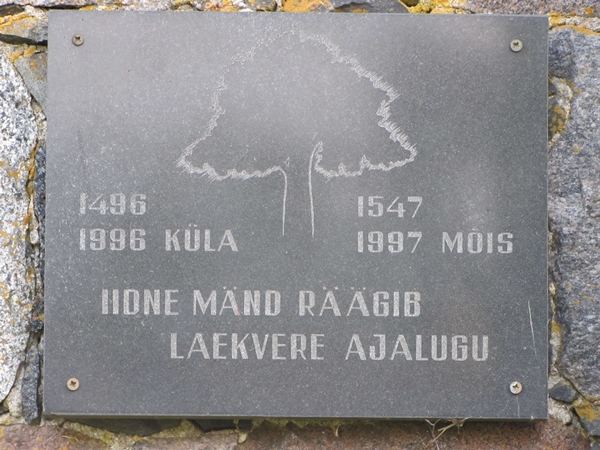 1496 1547
1996 KÜLA 1997 MÕIS
IIDNE MÄND RÄÄGIB
LAEKVERE AJALUGU